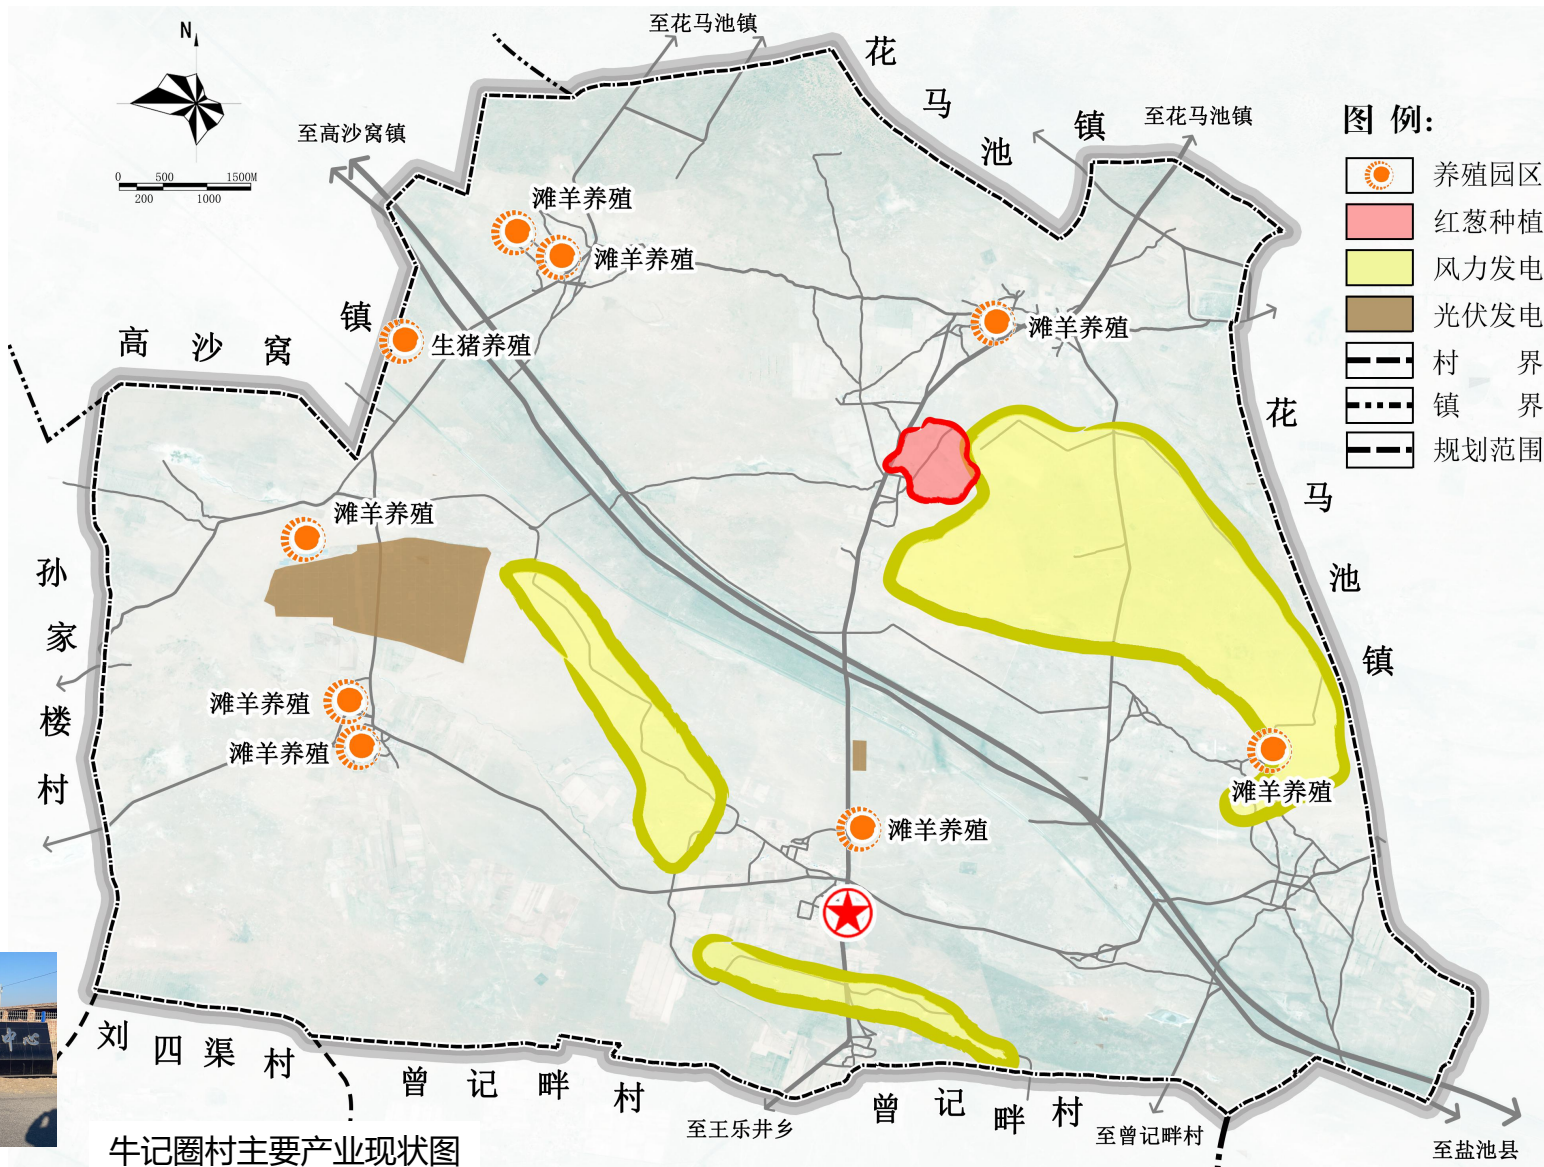 N
0 500 1500M
200 1000
至花马池镇
至高沙窝镇
至花马池镇
花马池镇
图 例:
养殖园区
红葱种植
风力发电
光伏发电
村 界
镇 界
规划范围
滩羊养殖
滩羊养殖
生猪养殖
滩羊养殖
高沙窝镇
花马池镇
滩羊养殖
孙家楼村
滩羊养殖
滩羊养殖
滩羊养殖
滩羊养殖
中心
刘四渠村
曾记畔村
曾记畔村
至王乐井乡
至曾记畔村
至盐池县
牛记圈村主要产业现状图